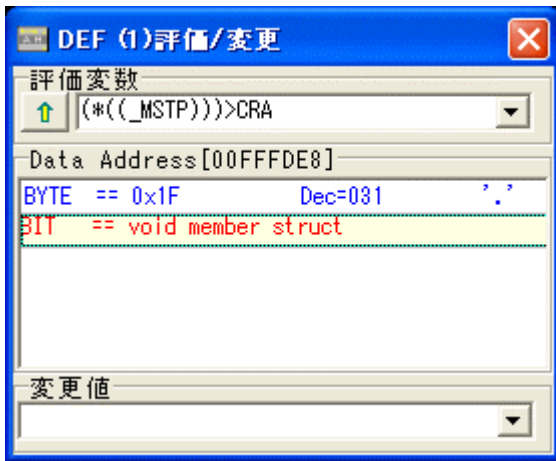 DEF (1)評価/変更
評価変数
(*((_MSTP)))>CRA
Data Address[00FFFDE8]
BYTE == 0x1F Dec=031 '.'
BIT == void member struct
変更値